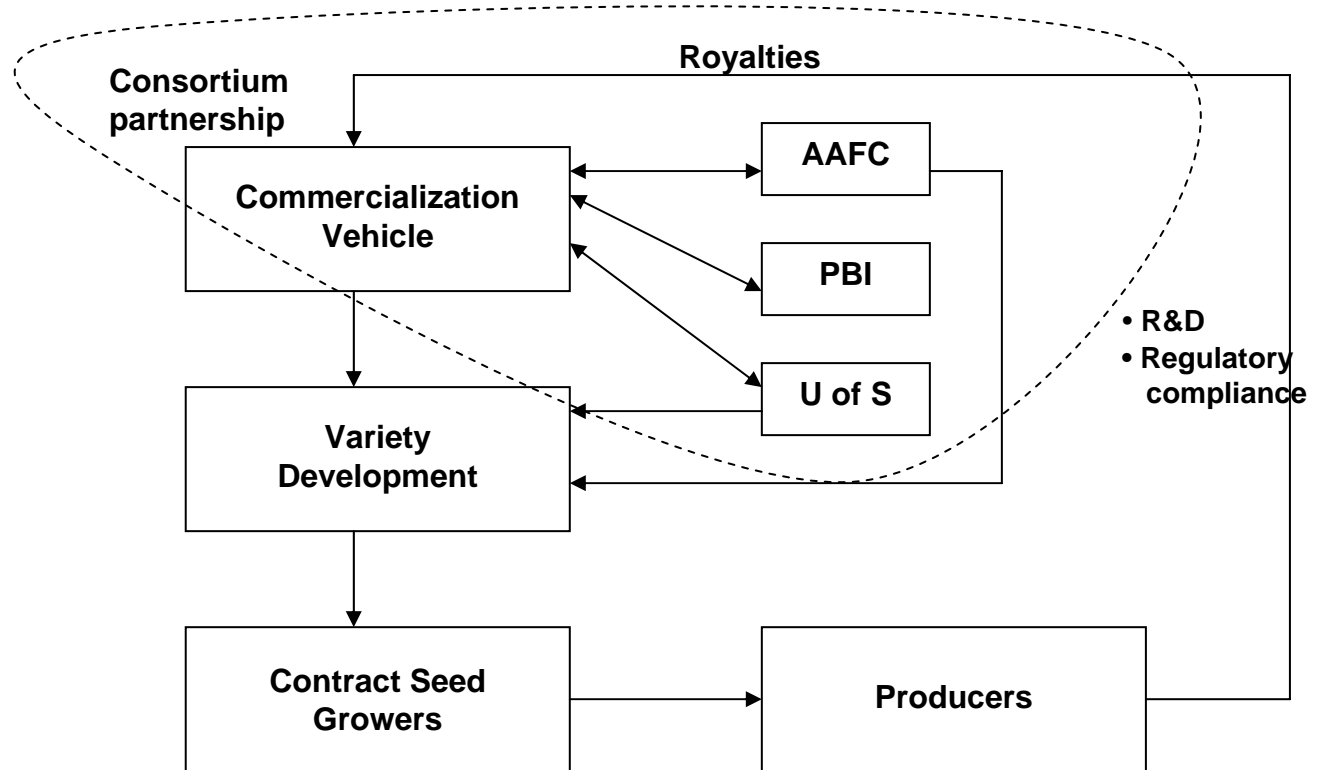 Royalties
Consortium
partnership
AAFC
Commercialization
Vehicle
PBI
• R&D
• Regulatory
compliance
U of S
Variety
Development
Contract Seed
Growers
Producers